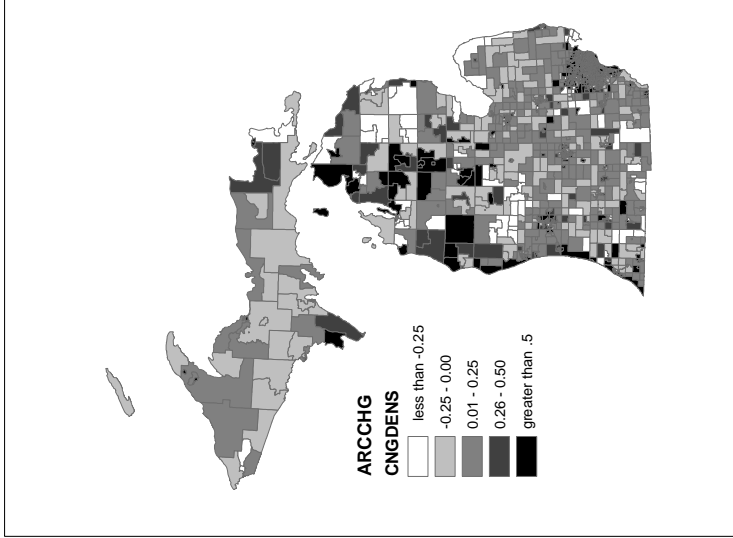 ARCCHG
CNGDENS
less than -0.25
-0.25 - 0.00
0.01 - 0.25
0.26 - 0.50
greater than .5